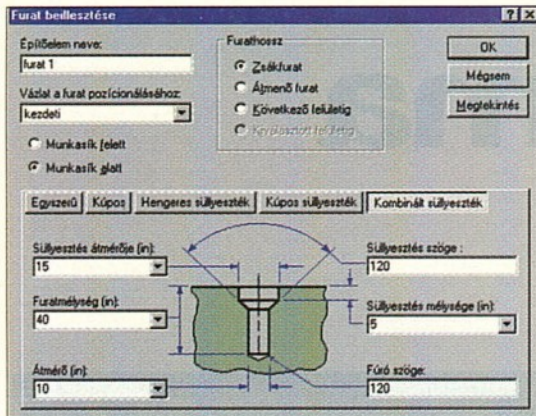 Furat beillesztése
Építőelem neve:
furat 1
Vázlat a furat pozícionálásához:
kezdeti
Munkasík felett
Munkasík alatt
Furathossz
Zsákfurat
Átmenő furat
Következő felületig
Kiválasztott felületig
OK
Mégsem
Megtekintés
Egyszerű Kúpos Hengeres süllyeszték Kúpos süllyeszték Kombinált süllyeszték
Süllyesztés átmérője (in):
15
Furatmélység (in):
40
Átmérő (in):
10
Süllyesztés szöge :
120
Süllyesztés mélysége (in):
5
Fúró szöge:
120